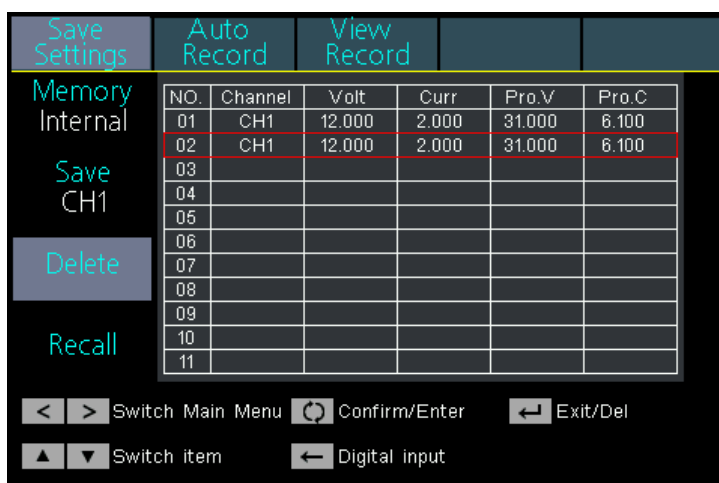 Save Settings Auto Record View Record
Memory
Internal
Save
CH1
Delete
Recall
NO. Channel Volt Curr Pro.V Pro.C
01 CH1 12.000 2.000 31.000 6.100
02 CH1 12.000 2.000 31.000 6.100
03
04
05
06
07
08
09
10
11
< > Switch Main Menu Confirm/Enter Exit/Del
▲ ▼ Switch item ← Digital input